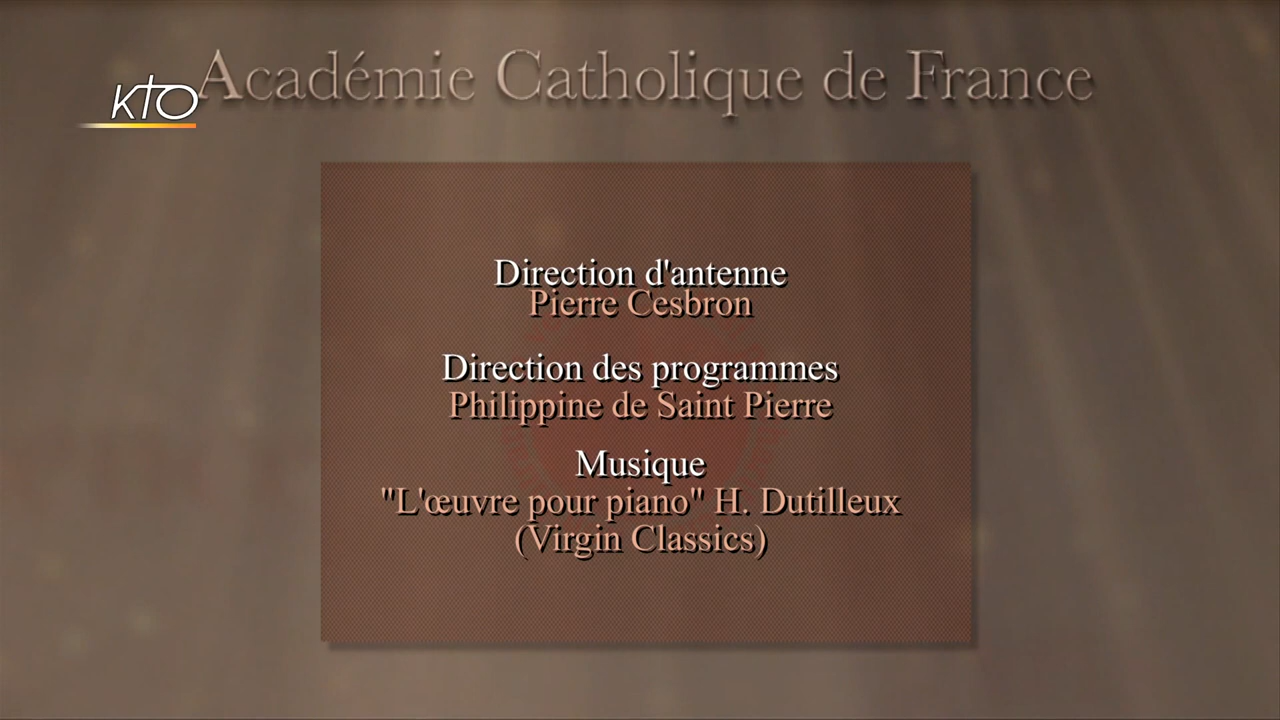 Académie Catholique de France
KTO
Direction d'antenne
Pierre Cesbron
Direction des programmes
Philippine de Saint Pierre
Musique
"L'œuvre pour piano" H. Dutilleux
(Virgin Classics)